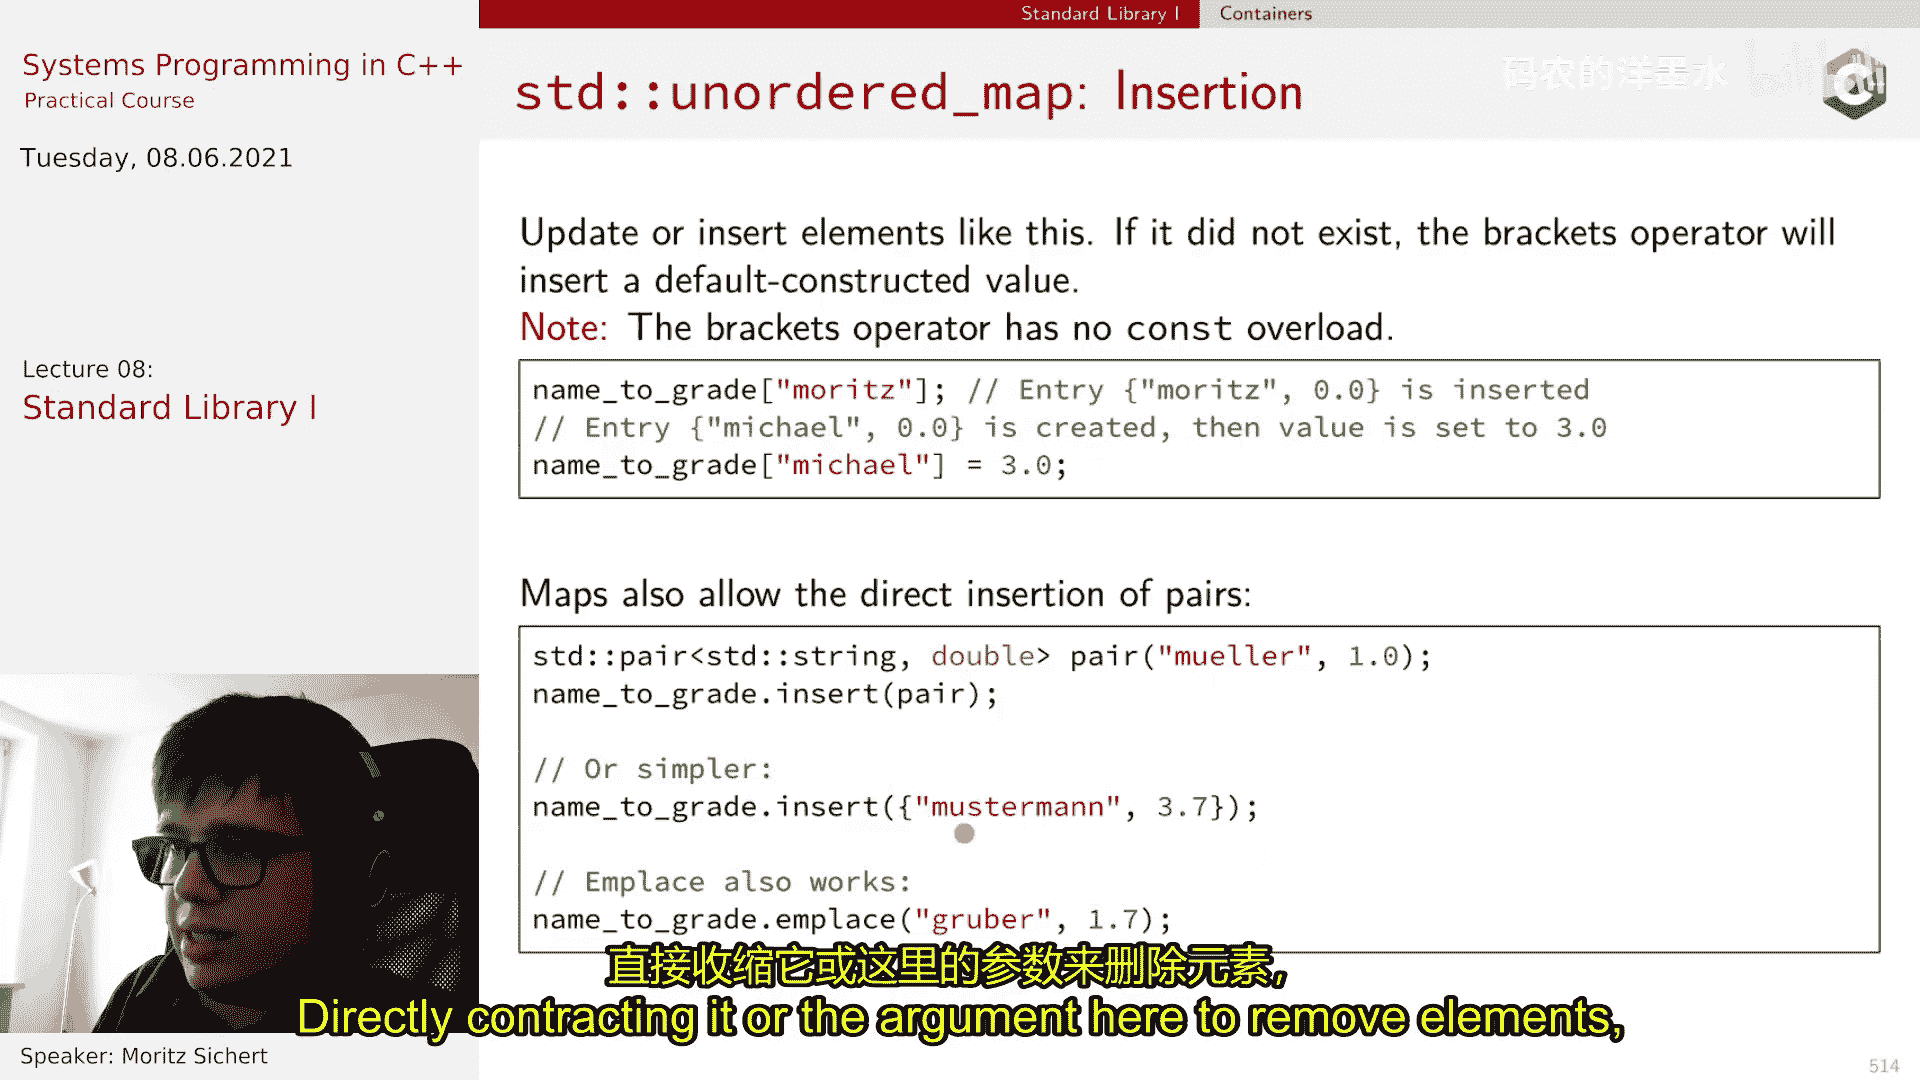 Standard Library I
Containers
Systems Programming in C++
Practical Course
Tuesday, 08.06.2021
Lecture 08:
Standard Library I
std::unordered_map: Insertion
码农的洋墨水
Update or insert elements like this. If it did not exist, the brackets operator will
insert a default-constructed value.
Note: The brackets operator has no const overload.
name_to_grade["moritz"]; // Entry {"moritz", 0.0} is inserted
// Entry {"michael", 0.0} is created, then value is set to 3.0
name_to_grade["michael"] = 3.0;
Maps also allow the direct insertion of pairs:
std::pair<std::string, double> pair("mueller", 1.0);
name_to_grade.insert(pair);
// Or simpler:
name_to_grade.insert({"mustermann", 3.7});
// Emplace also works:
name_to_grade.emplace("gruber", 1.7);
直接收缩它或这里的参数来删除元素,
Directly contracting it or the argument here to remove elements,
Speaker: Moritz Sichert
514